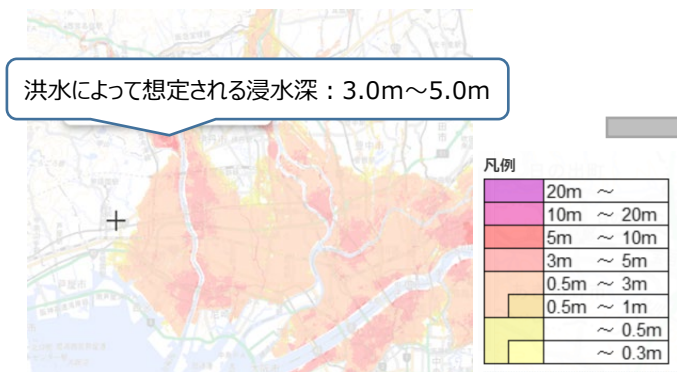 洪水によって想定される浸水深：3.0m～5.0m
凡例
20m ～
10m ～ 20m
5m ～ 10m
3m ～ 5m
0.5m ～ 3m
0.5m ～ 1m
～ 0.5m
～ 0.3m